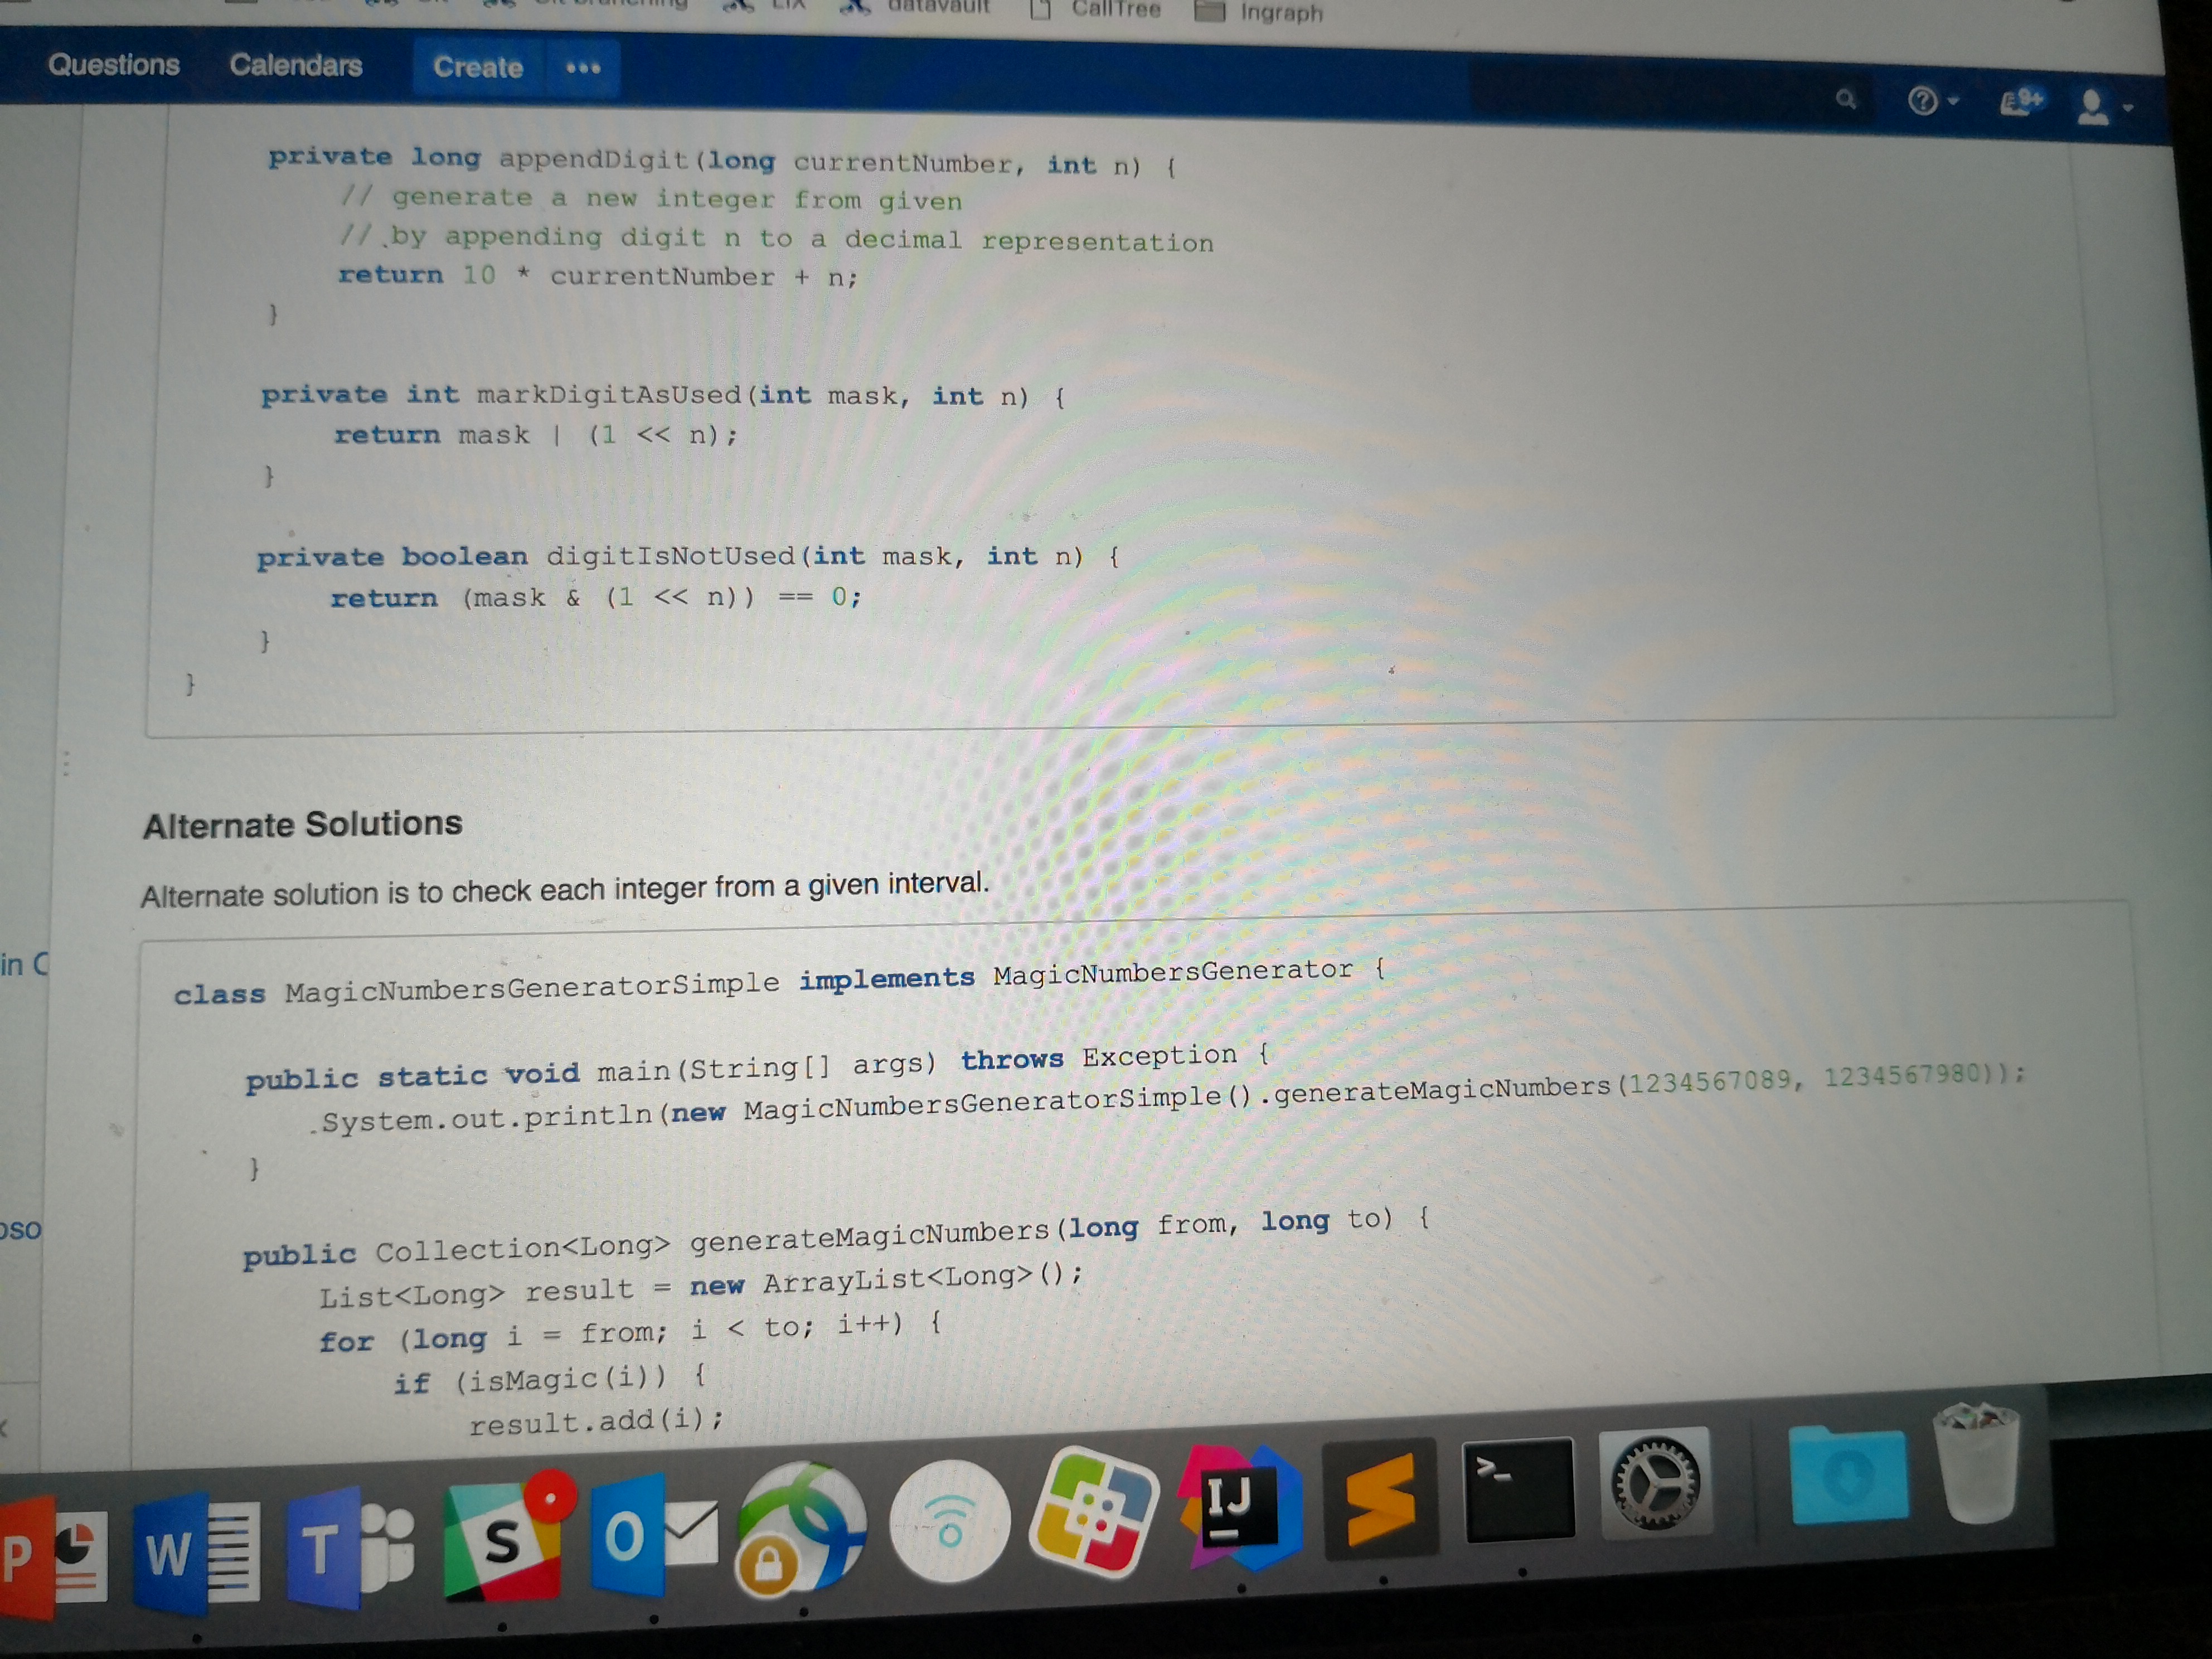 Git branching
LIX
datavault
CallTree
Ingraph
Questions
Calendars
Create
•••
9+
private long appendDigit(long currentNumber, int n) {
// generate a new integer from given
// by appending digit n to a decimal representation
return 10 * currentNumber + n;
}
private int markDigitAsUsed(int mask, int n) {
return mask | (1 << n);
}
private boolean digitIsNotUsed(int mask, int n) {
return (mask & (1 << n)) == 0;
}
}
Alternate Solutions
Alternate solution is to check each integer from a given interval.
in C
class MagicNumbersGeneratorSimple implements MagicNumbersGenerator {
public static void main(String[] args) throws Exception {
System.out.println(new MagicNumbersGeneratorSimple().generateMagicNumbers(1234567089, 1234567980));
}
oso
public Collection<Long> generateMagicNumbers(long from, long to) {
List<Long> result = new ArrayList<Long>();
for (long i = from; i < to; i++) {
if (isMagic(i)) {
result.add(i);
P
W
T
S
O
IJ
>_